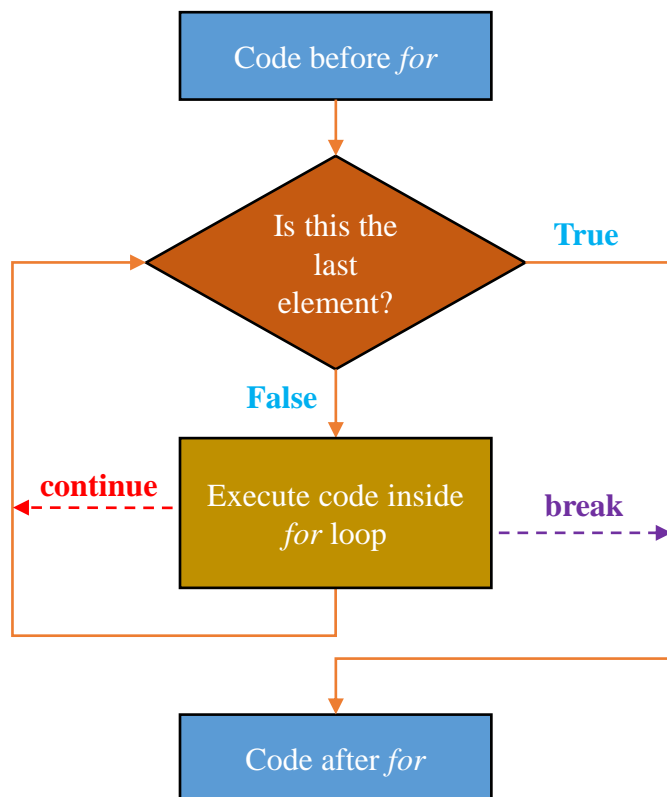 Code before for
Is this the
last
element?
True
False
continue
Execute code inside
for loop
break
Code after for